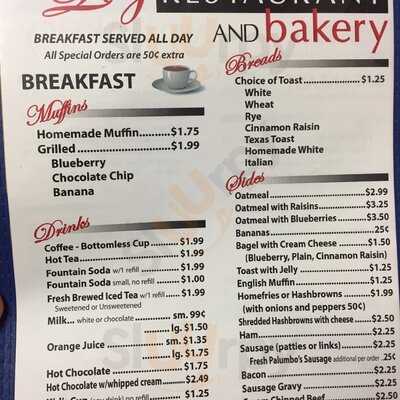 RESTAURANT
AND bakery
BREAKFAST SERVED ALL DAY
All Special Orders are 50¢ extra
BREAKFAST
Muffins
Homemade Muffin..........$1.75
Grilled.....................$1.99
Blueberry
Chocolate Chip
Banana
Drinks
Coffee - Bottomless Cup........$1.99
Hot Tea............................$1.99
Fountain Soda w/1 refill.........$1.99
Fountain Soda small, no refill....$1.00
Fresh Brewed Iced Tea w/1 refill..$1.99
Sweetened or Unsweetened
Milk... white or chocolate......sm. 99¢
lg. $1.50
Orange Juice..............sm. $1.35
lg. $1.75
Hot Chocolate.................$1.75
Hot Chocolate w/whipped cream.....$2.49
no refill.......$1.25
Breads
Choice of Toast..................$1.25
White
Wheat
Rye
Cinnamon Raisin
Texas Toast
Homemade White
Italian
Sides
Oatmeal...........................$2.99
Oatmeal with Raisins............$3.25
Oatmeal with Blueberries.......$3.50
Bananas...........................25¢
Bagel with Cream Cheese.......$1.50
(Blueberry, Plain, Cinnamon Raisin)
Toast with Jelly..................$1.25
English Muffin....................$1.25
Homefries or Hashbrowns.......$1.99
(with onions and peppers 50¢)
Shredded Hashbrowns with cheese....$2.50
Ham................................$2.25
Sausage (patties or links)......$2.25
Fresh Palumbo's Sausage additional per order..25¢
Bacon..............................$2.25
Sausage Gravy.....................$2.25
Chipped Beef............$2.50